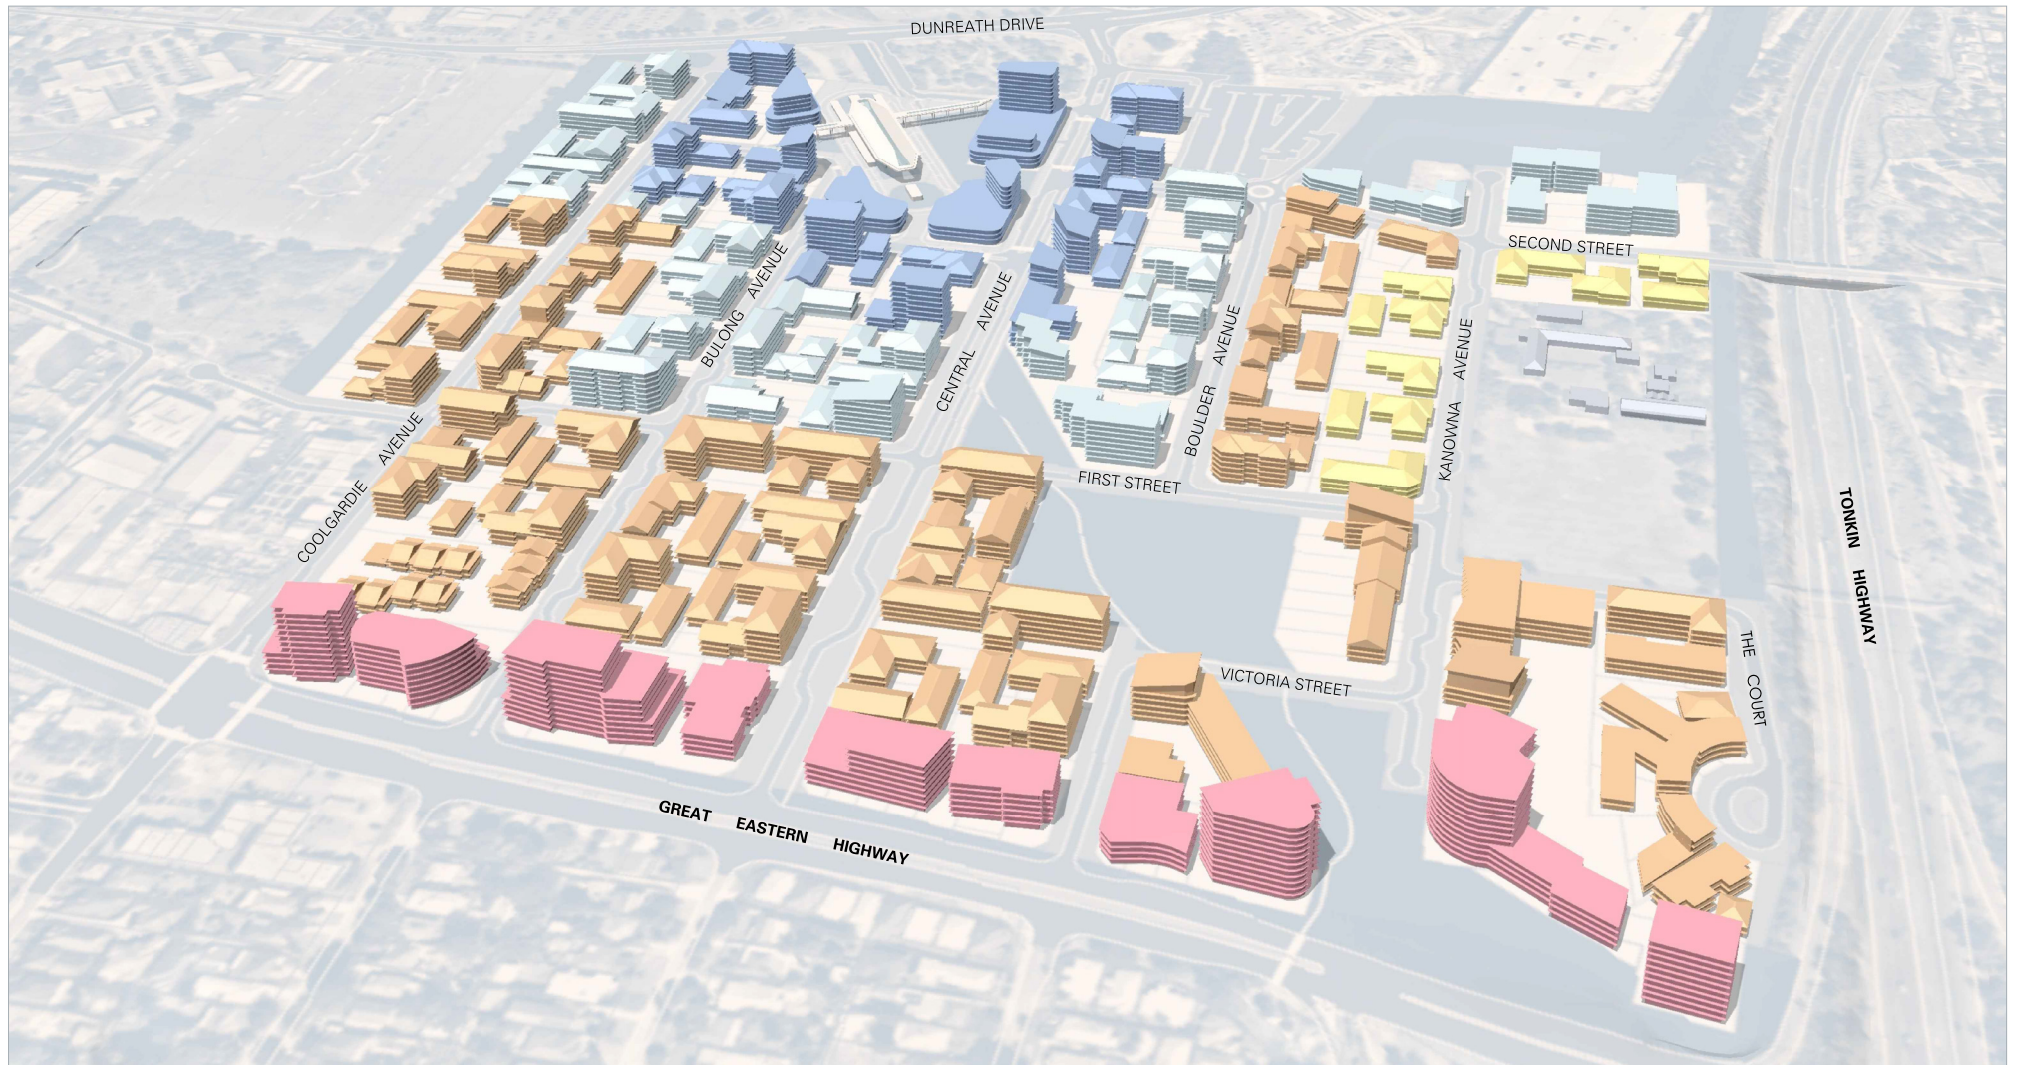 DUNREATH DRIVE
SECOND STREET
BULONG AVENUE
CENTRAL AVENUE
BOULDER AVENUE
KANOWNA AVENUE
COOLGARDIE AVENUE
FIRST STREET
TONKIN HIGHWAY
THE COURT
VICTORIA STREET
GREAT EASTERN HIGHWAY